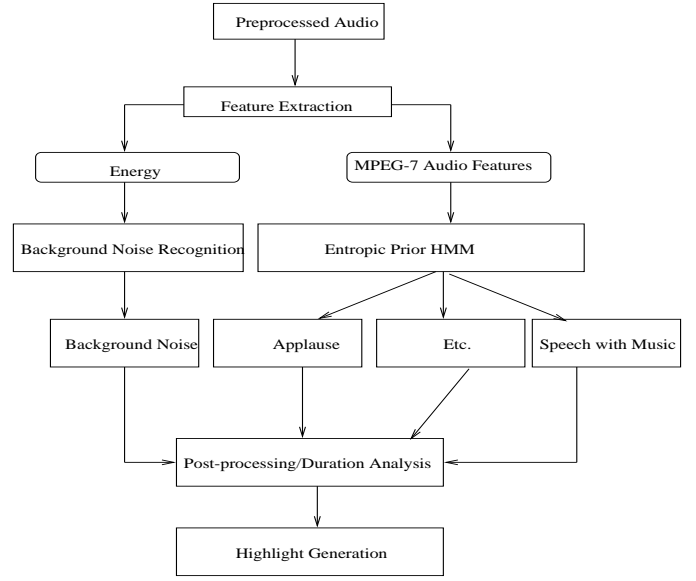 Preprocessed Audio
Feature Extraction
Energy
MPEG-7 Audio Features
Background Noise Recognition
Entropic Prior HMM
Background Noise
Applause
Etc.
Speech with Music
Post-processing/Duration Analysis
Highlight Generation